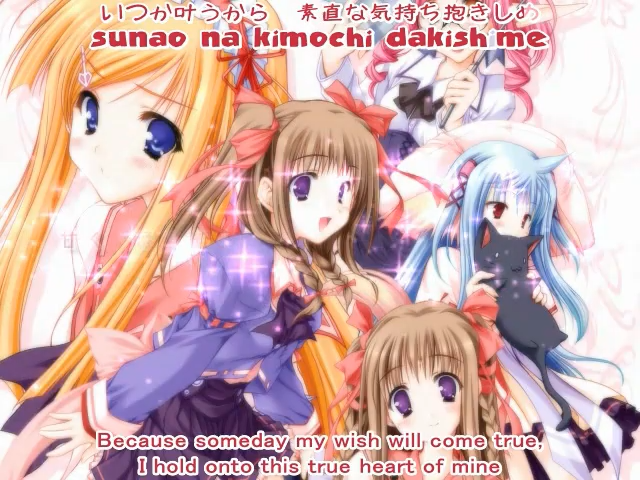 いつか叶うから　素直な気持ち抱きしめ
sunao na kimochi dakish'me
Because someday my wish will come true,
I hold onto this true heart of mine